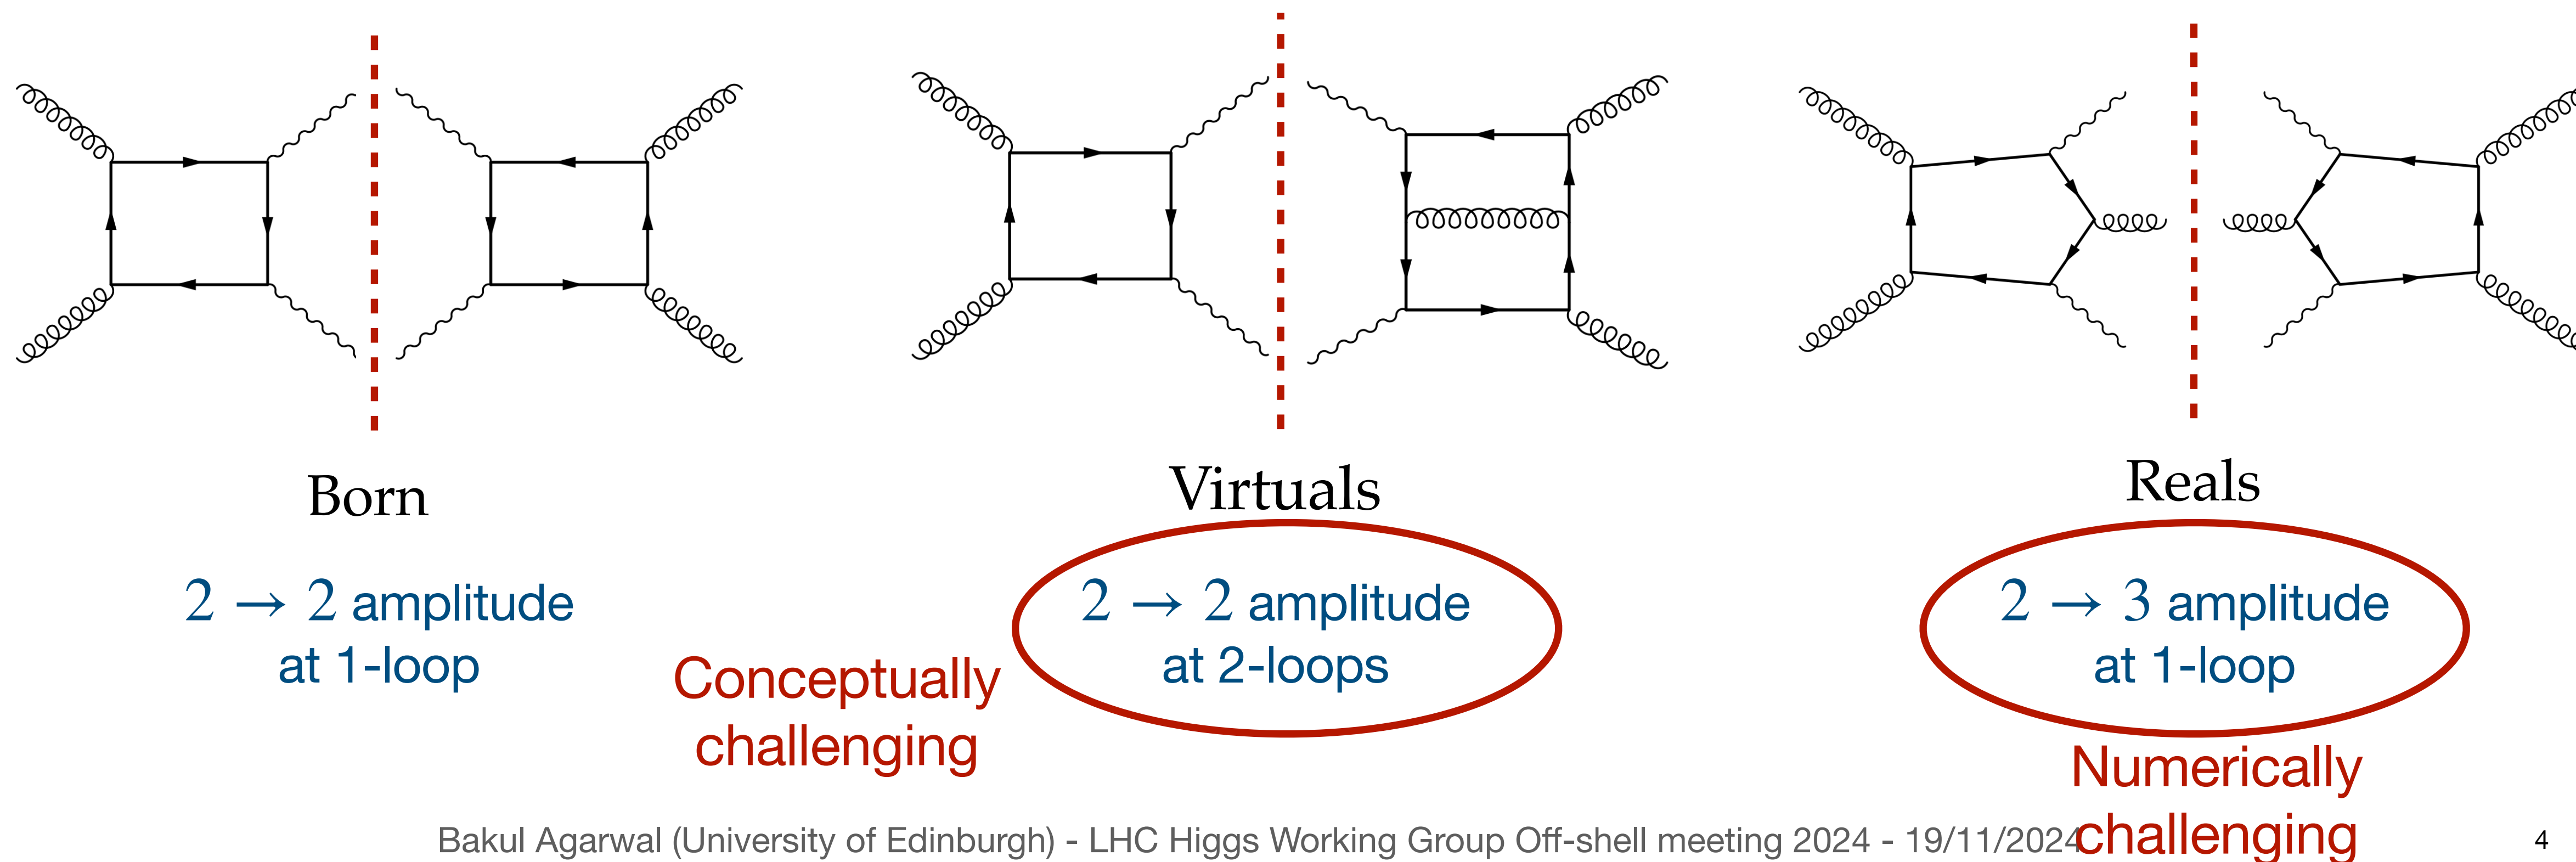 Born
2 → 2 amplitude
at 1-loop
Conceptually
challenging
Virtuals
2 → 2 amplitude
at 2-loops
Reals
2 → 3 amplitude
at 1-loop
Numerically
challenging
Bakul Agarwal (University of Edinburgh) - LHC Higgs Working Group Off-shell meeting 2024 - 19/11/2024
4